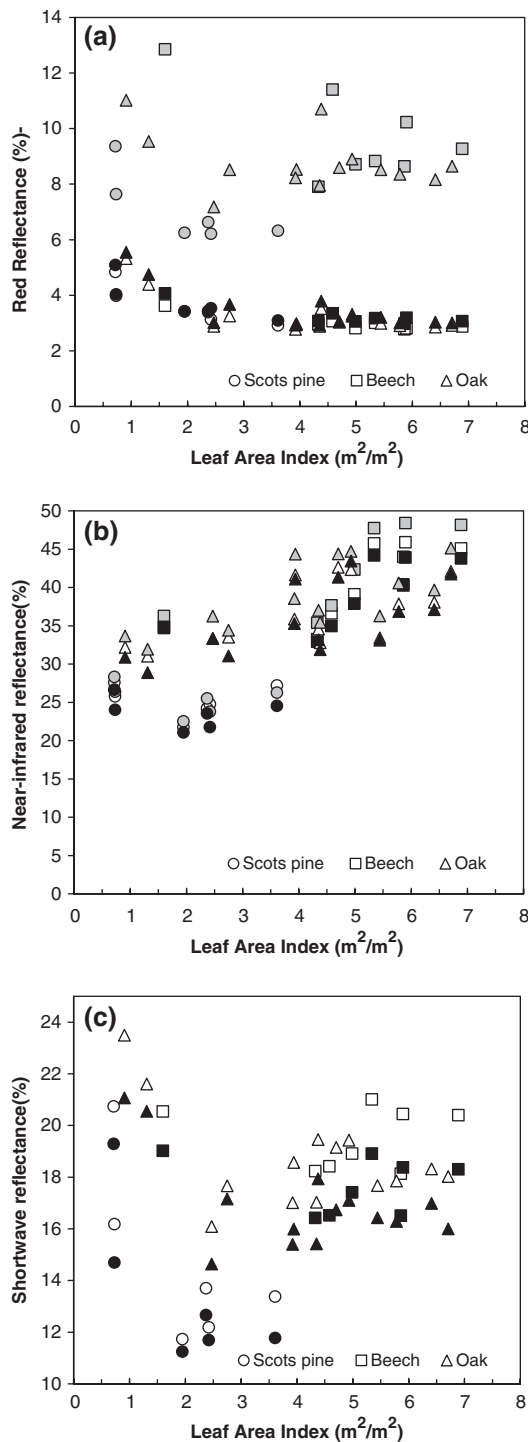 (a)
14
12
10
8
6
4
2
0
Red Reflectance (%)-
Scots pine Beech Oak
0 1 2 3 4 5 6 7 8
Leaf Area Index (m²/m²)
(b)
50
45
40
35
30
25
20
15
10
5
0
Near-infrared reflectance(%)
Scots pine Beech Oak
0 1 2 3 4 5 6 7 8
Leaf Area Index (m²/m²)
(c)
24
22
20
18
16
14
12
10
Shortwave reflectance(%)
Scots pine Beech Oak
0 1 2 3 4 5 6 7 8
Leaf Area Index (m²/m²)